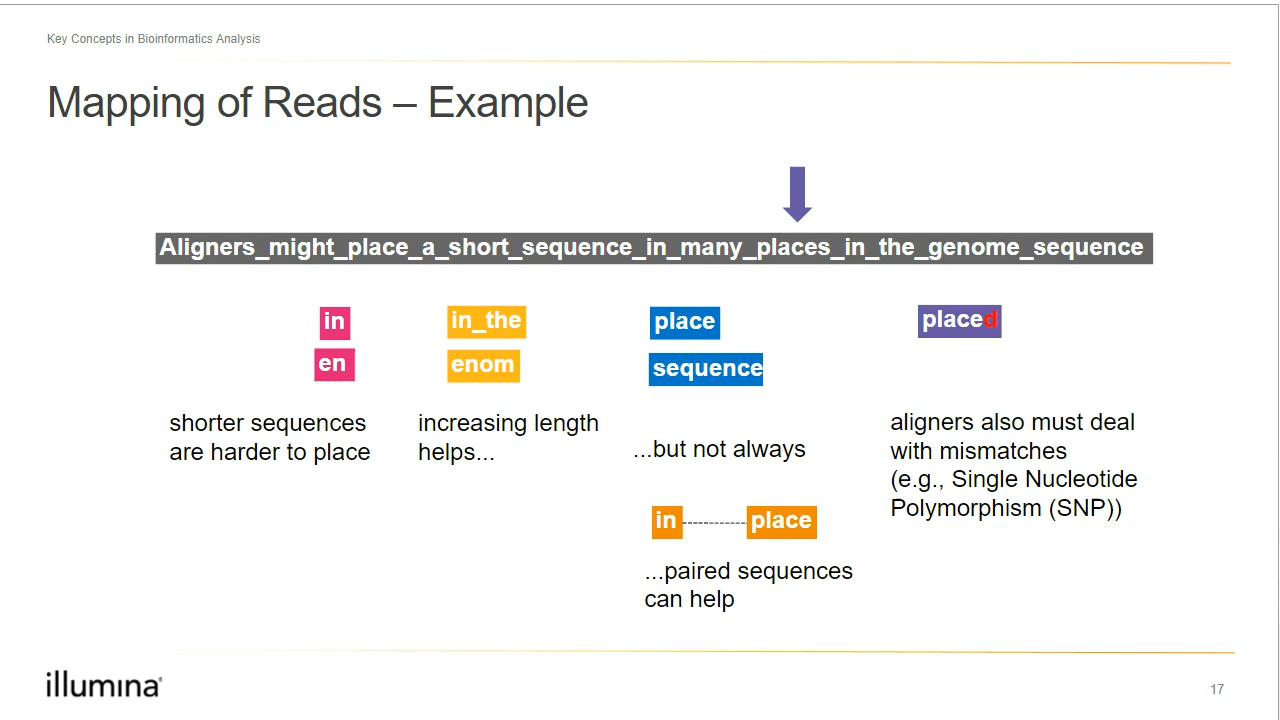 Key Concepts in Bioinformatics Analysis
Mapping of Reads – Example
Aligners_might_place_a_short_sequence_in_many_places_in_the_genome_sequence
in
en
shorter sequences
are harder to place
in_the
enom
increasing length
helps...
place
sequence
...but not always
in-----------place
...paired sequences
can help
placed
aligners also must deal
with mismatches
(e.g., Single Nucleotide
Polymorphism (SNP))
illumina®
17